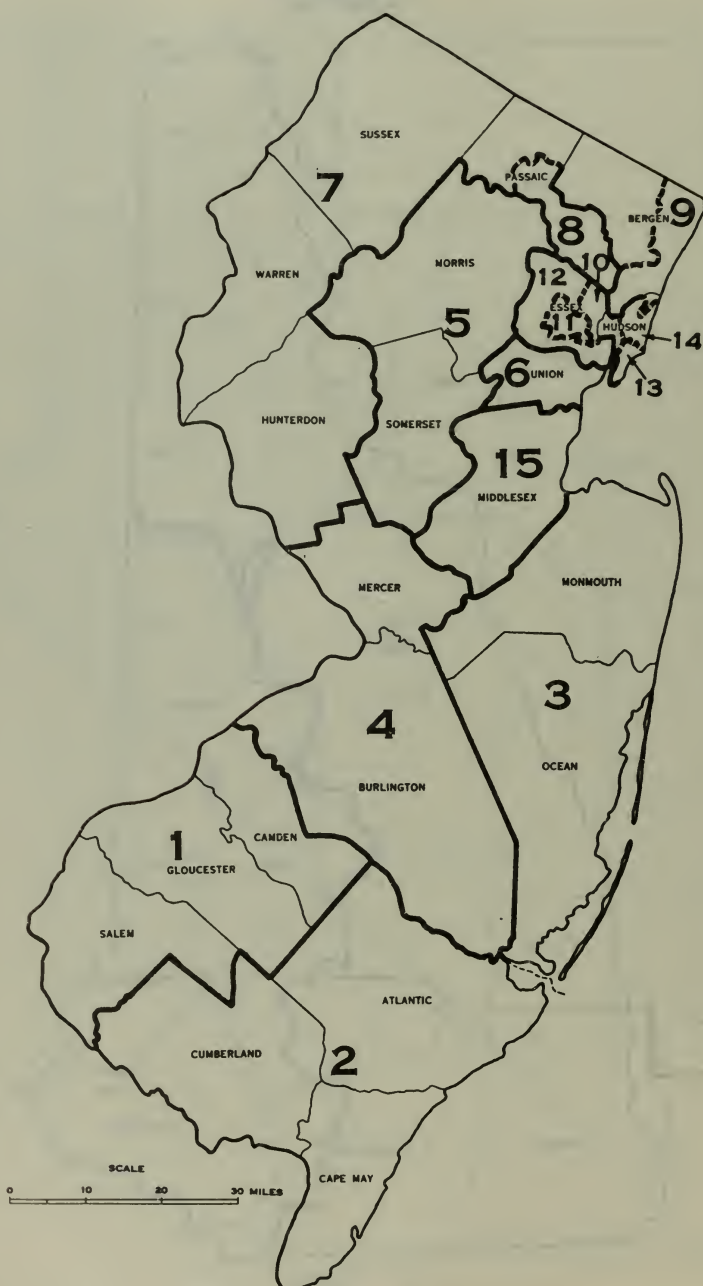 SUSSEX
7
PASSAIC
BERGEN
9
8
WARREN
MORRIS
10
12
ESSEX
11
HUDSON
14
5
13
6 UNION
HUNTERDON
SOMERSET
15
MIDDLESEX
MERCER
MONMOUTH
3
4
OCEAN
BURLINGTON
CAMDEN
1
GLOUCESTER
SALEM
ATLANTIC
CUMBERLAND
2
CAPE MAY
SCALE
0 10 20 30 MILES